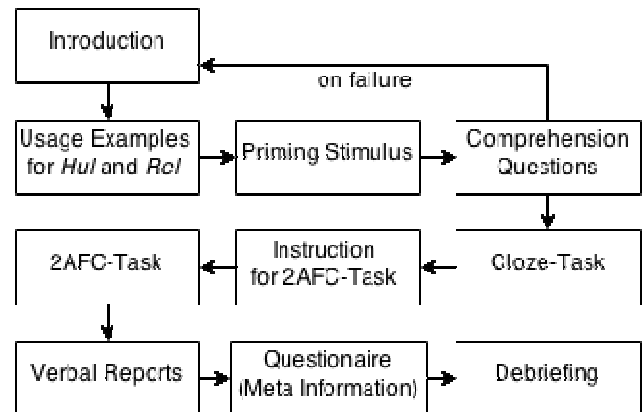 Introduction
on failure
Usage Examples
for Hul and Rel
Priming Stimulus
Comprehension
Questions
2AFC-Task
Instruction
for 2AFC-Task
Cloze-Task
Verbal Reports
Questionaire
(Meta Information)
Debriefing